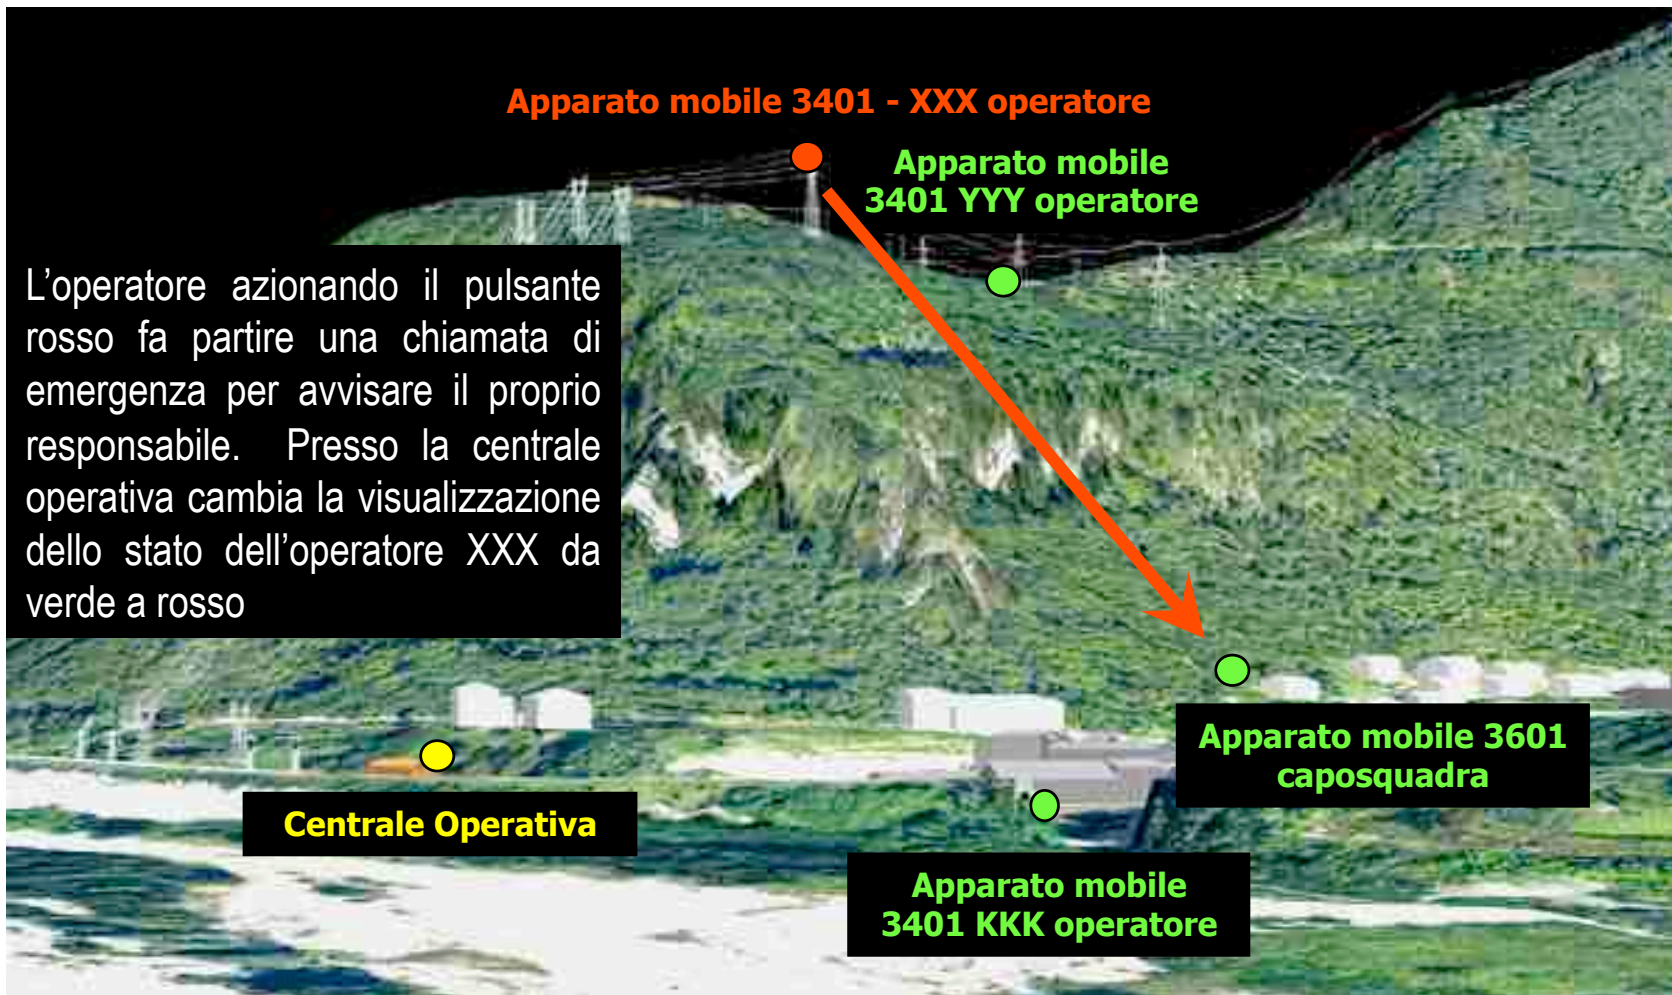 Apparato mobile 3401 - XXX operatore
Apparato mobile
3401 YYY operatore
L’operatore azionando il pulsante
rosso fa partire una chiamata di
emergenza per avvisare il proprio
responsabile. Presso la centrale
operativa cambia la visualizzazione
dello stato dell’operatore XXX da
verde a rosso
Apparato mobile 3601
caposquadra
Centrale Operativa
Apparato mobile
3401 KKK operatore